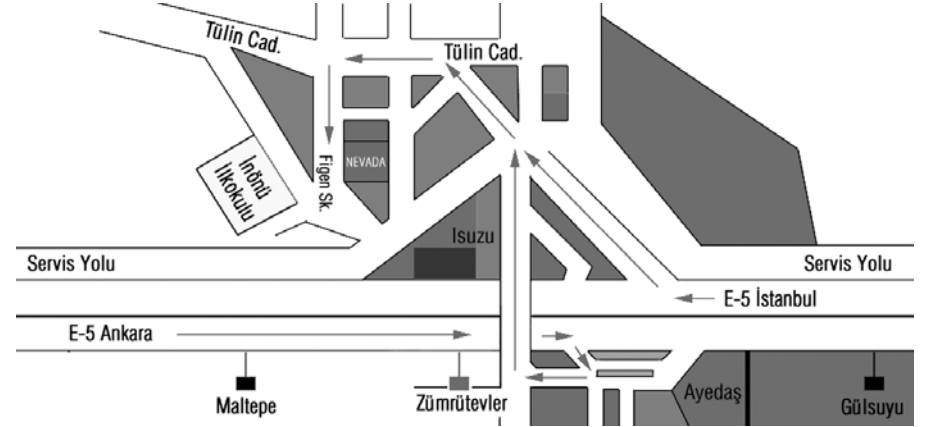 Tülin Cad.
Tülin Cad.
NEVADA
Figen Sk.
İnönü
İlkokulu
Isuzu
Servis Yolu
Servis Yolu
E-5 İstanbul
E-5 Ankara
Maltepe
Zümrütevler
Ayedaş
Gülsuyu